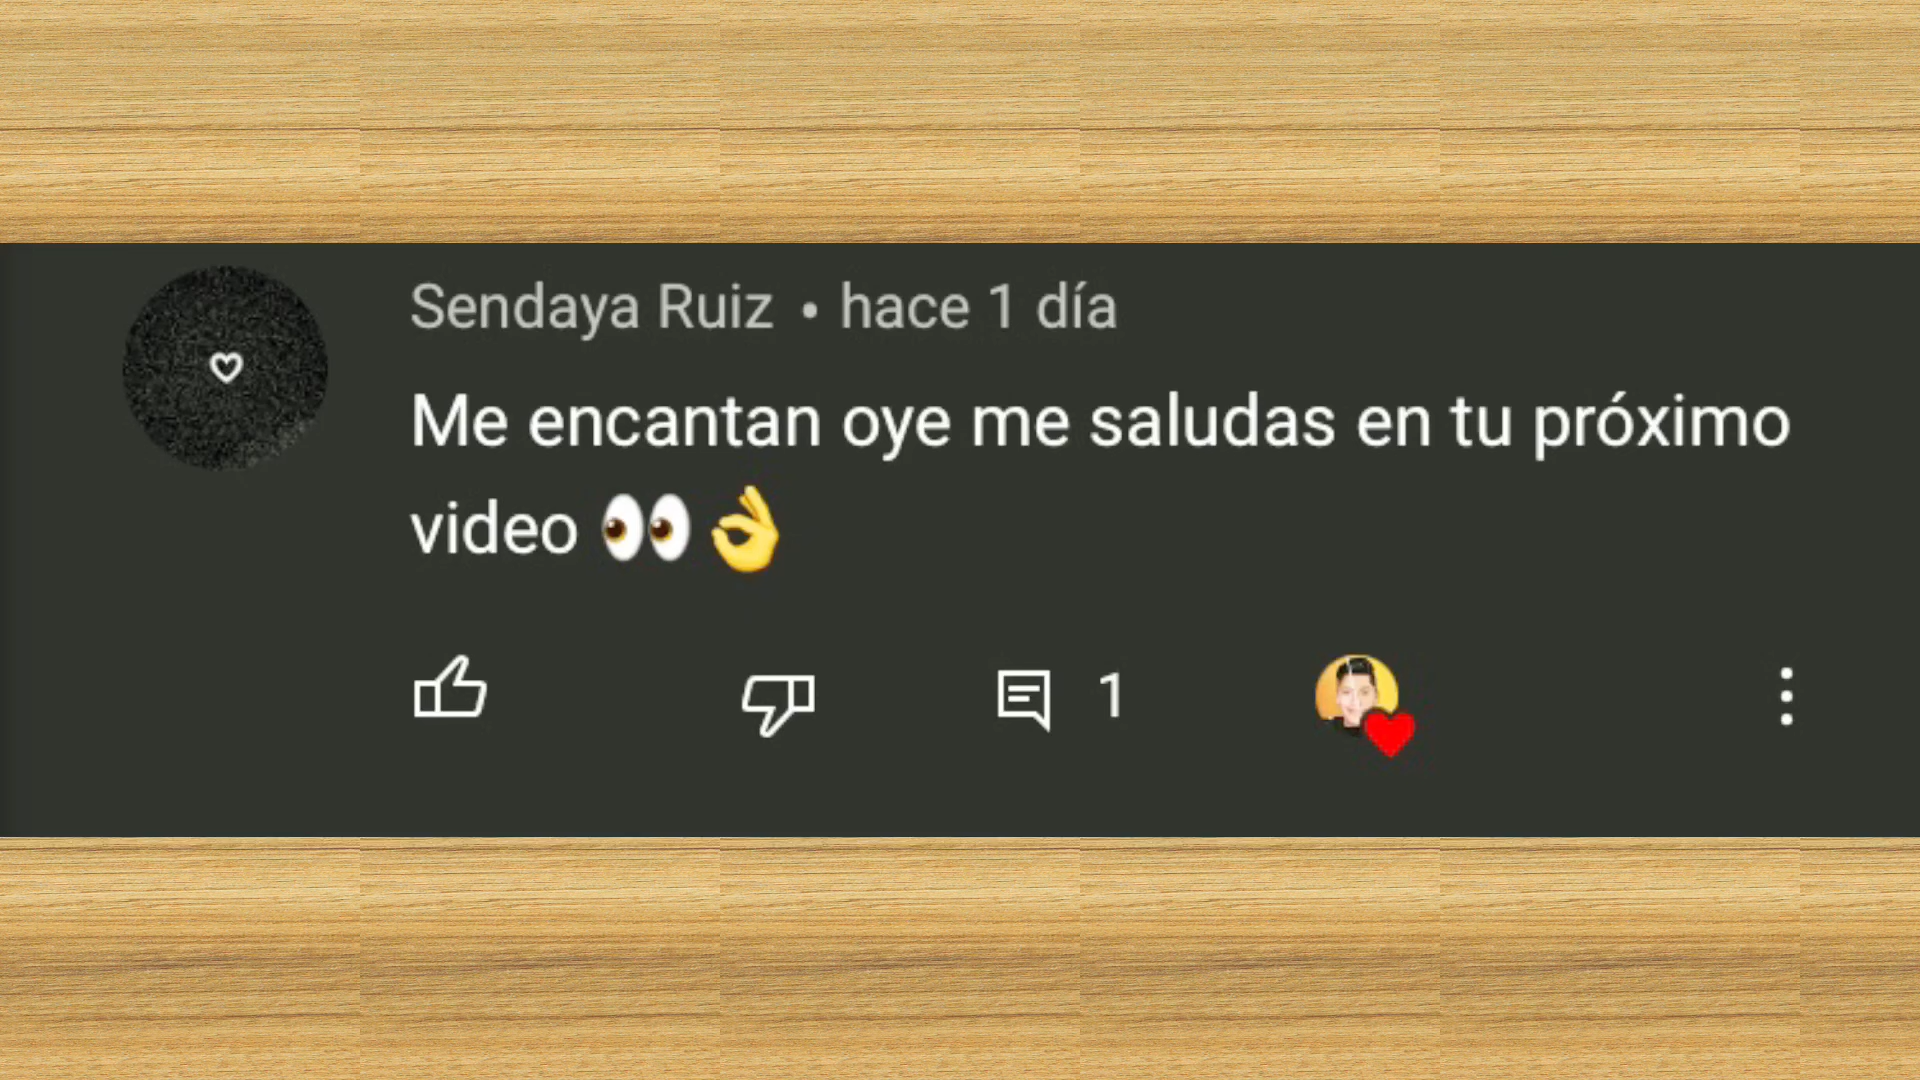 Sendaya Ruiz • hace 1 día
Me encantan oye me saludas en tu próximo
video 👀👌
1